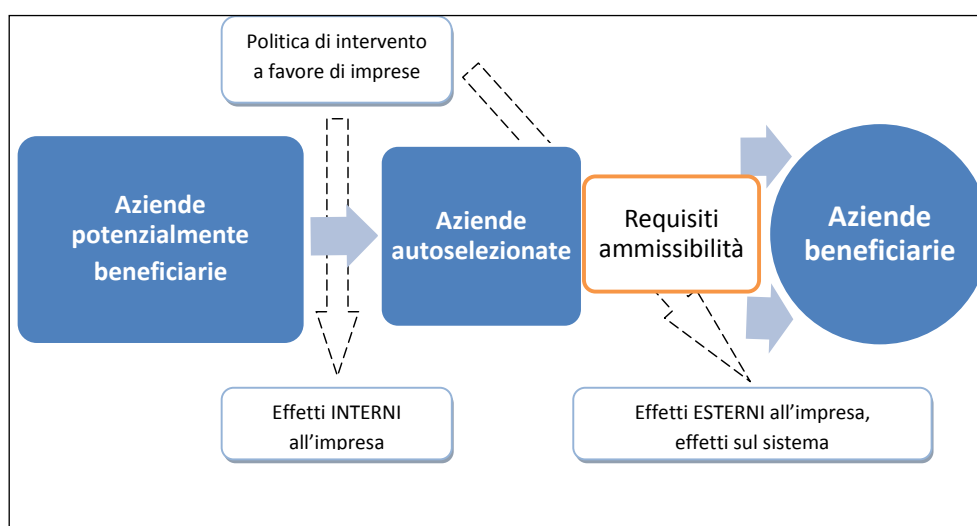 Politica di intervento
a favore di imprese
Aziende
potenzialmente
beneficiarie
Aziende
autoselezionate
Requisiti
ammissibilità
Aziende
beneficiarie
Effetti INTERNI
all’impresa
Effetti ESTERNI all’impresa,
effetti sul sistema